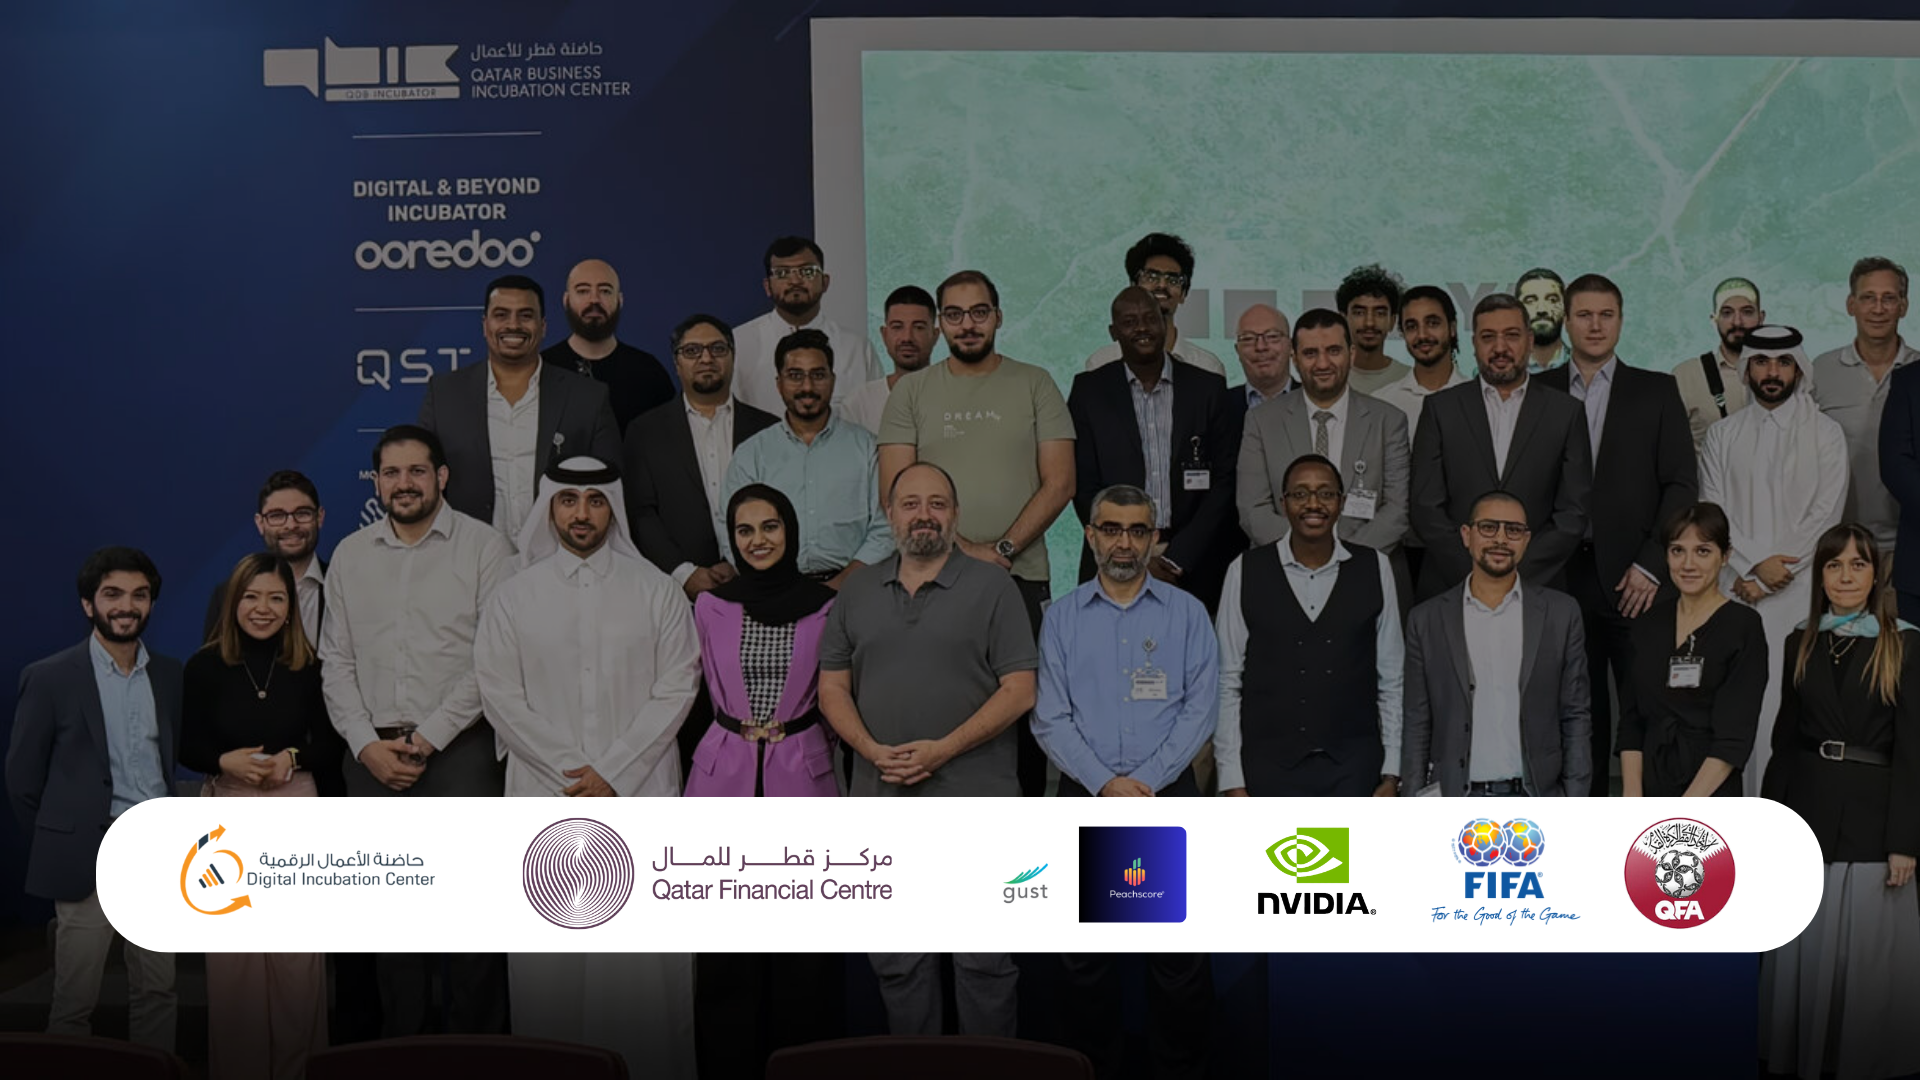 حاضنة قطر للأعمال
QATAR BUSINESS
INCUBATION CENTER
QDB INCUBATOR
DIGITAL & BEYOND
INCUBATOR
ooredoo
QST
DREAM
حاضنة الأعمال الرقمية
Digital Incubation Center
مركز قطر للمال
Qatar Financial Centre
gust
Peachscore
NVIDIA
FIFA
For the Good of the Game
QFA